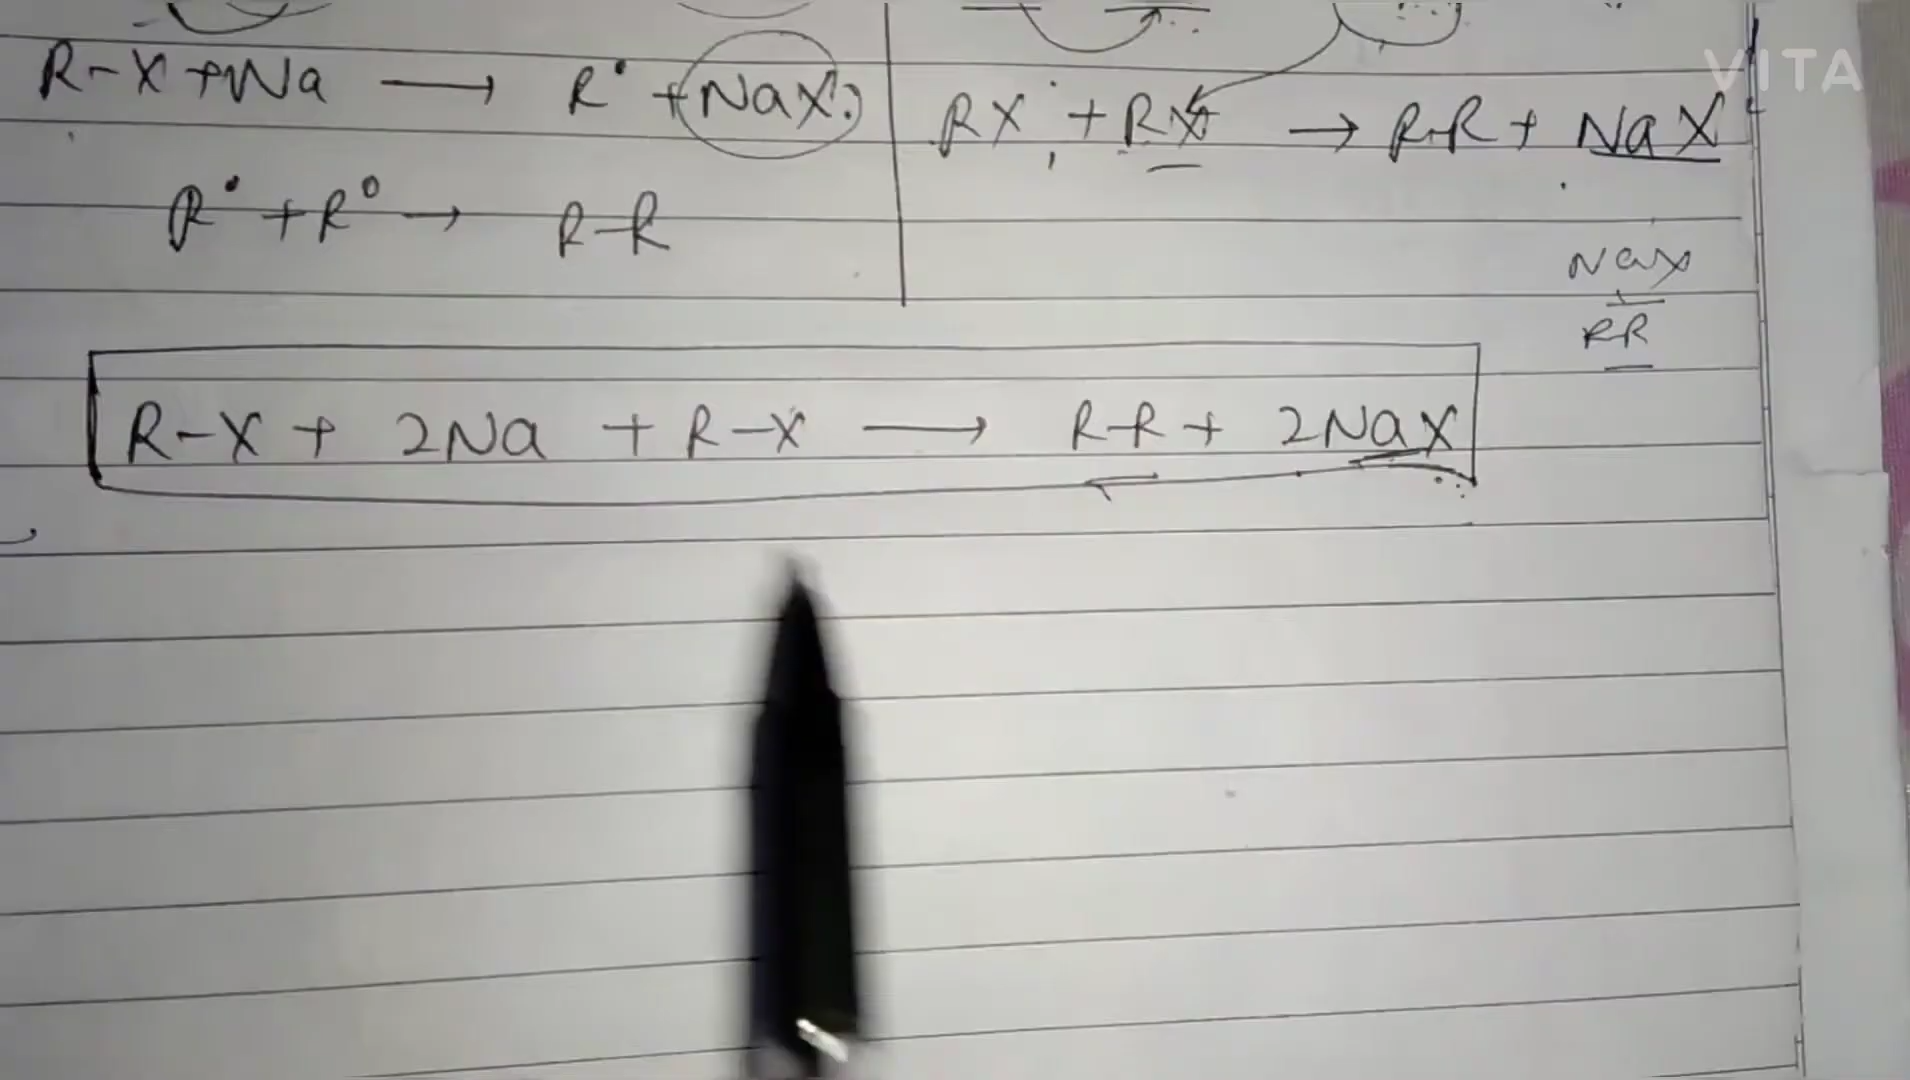 VITA
R-X + Na → R• + NaX.
R• + R• → R-R
RX + RX → R-R + NaX
NaX
RR
R-X + 2Na + R-X → R-R + 2NaX